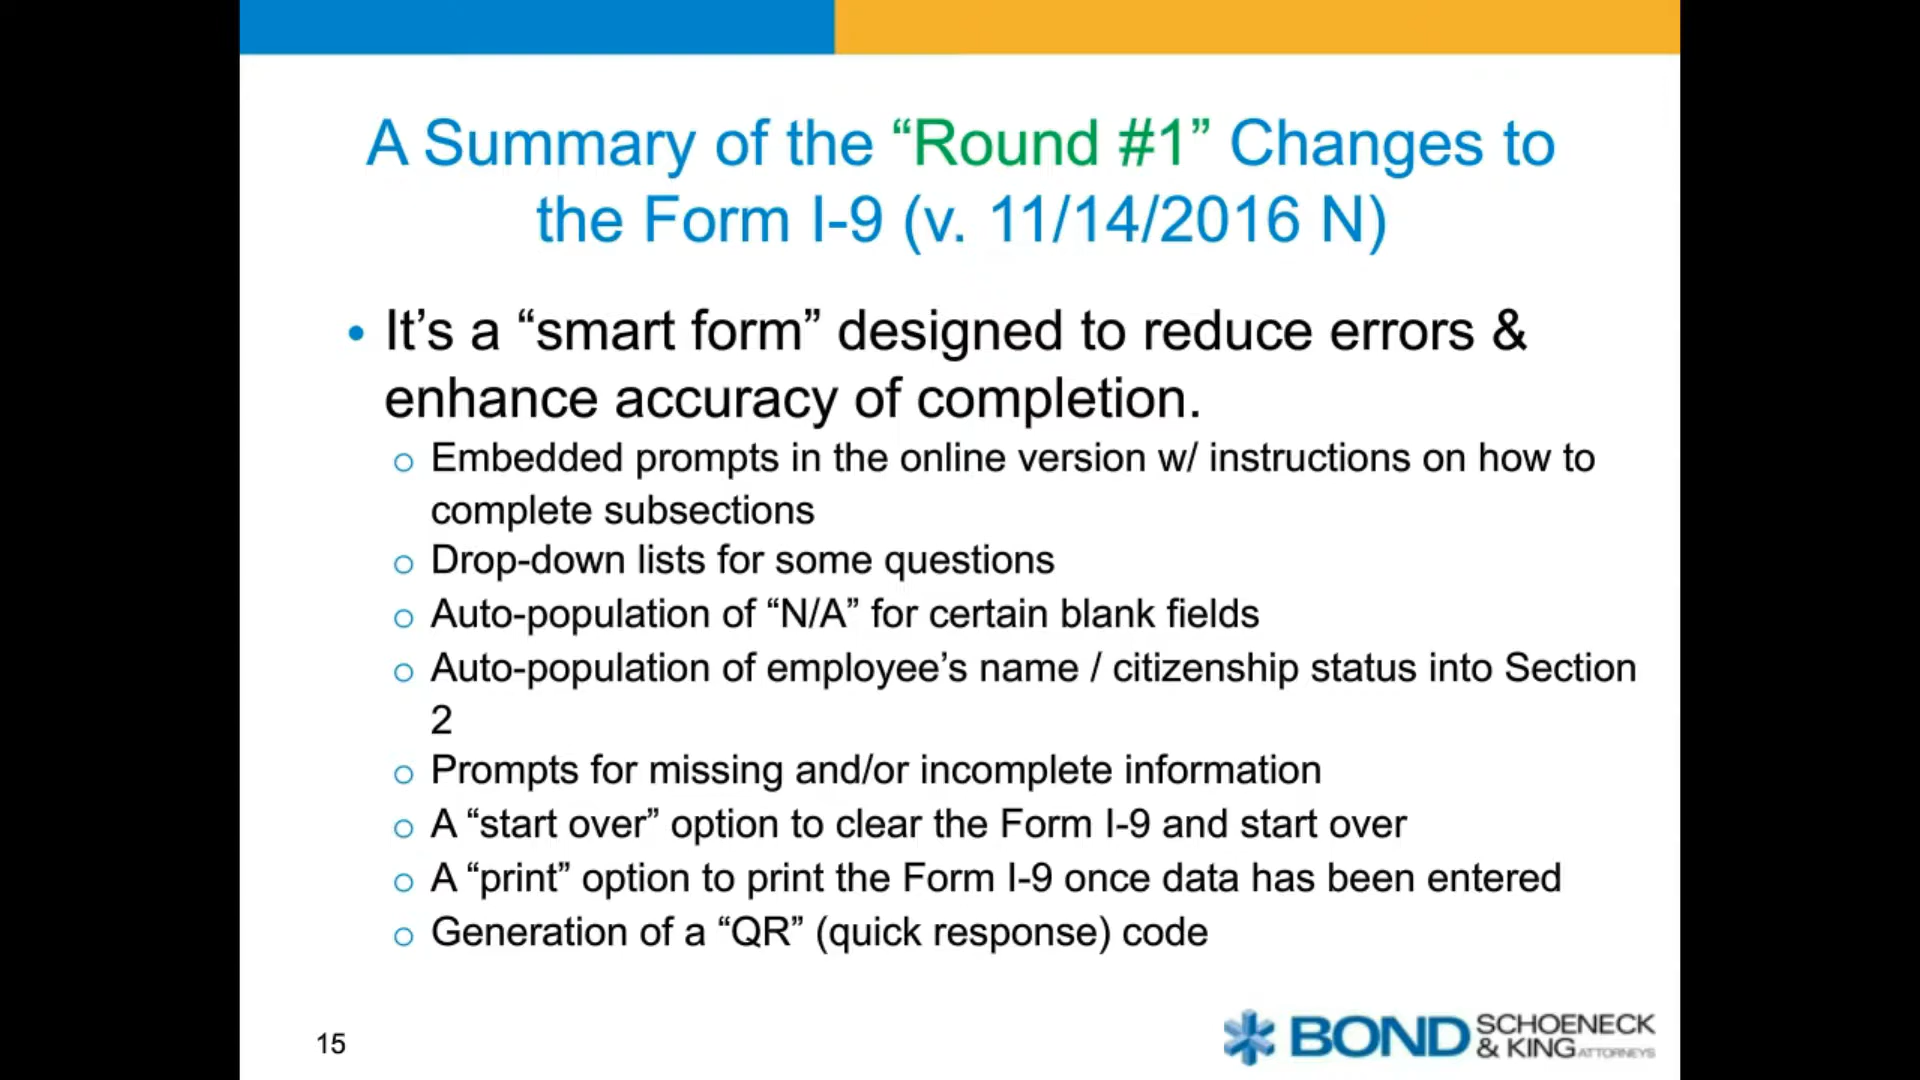 A Summary of the “Round #1” Changes to
the Form I-9 (v. 11/14/2016 N)
• It’s a “smart form” designed to reduce errors &
enhance accuracy of completion.
o Embedded prompts in the online version w/ instructions on how to
complete subsections
o Drop-down lists for some questions
o Auto-population of “N/A” for certain blank fields
o Auto-population of employee’s name / citizenship status into Section
2
o Prompts for missing and/or incomplete information
o A “start over” option to clear the Form I-9 and start over
o A “print” option to print the Form I-9 once data has been entered
o Generation of a “QR” (quick response) code
15
BOND SCHOENECK
& KING ATTORNEYS